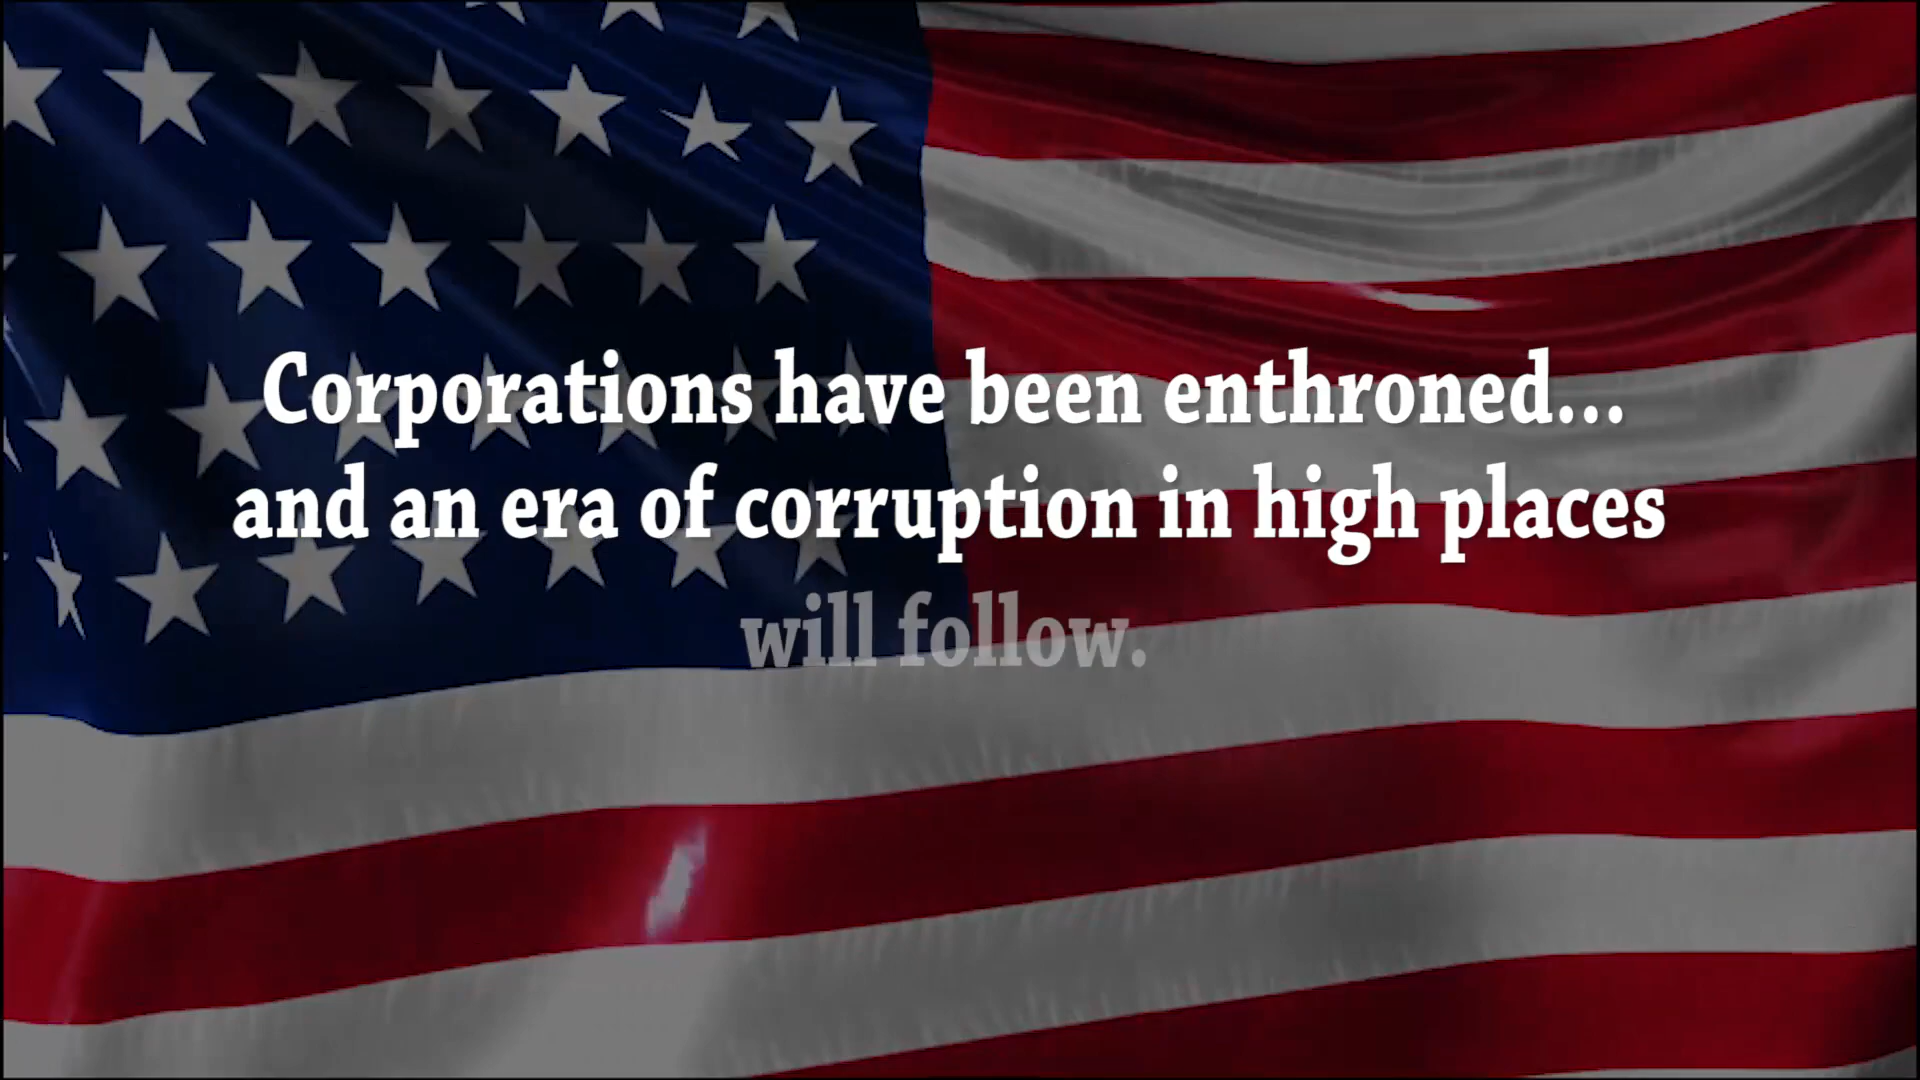 Corporations have been enthroned...
and an era of corruption in high places
will follow.